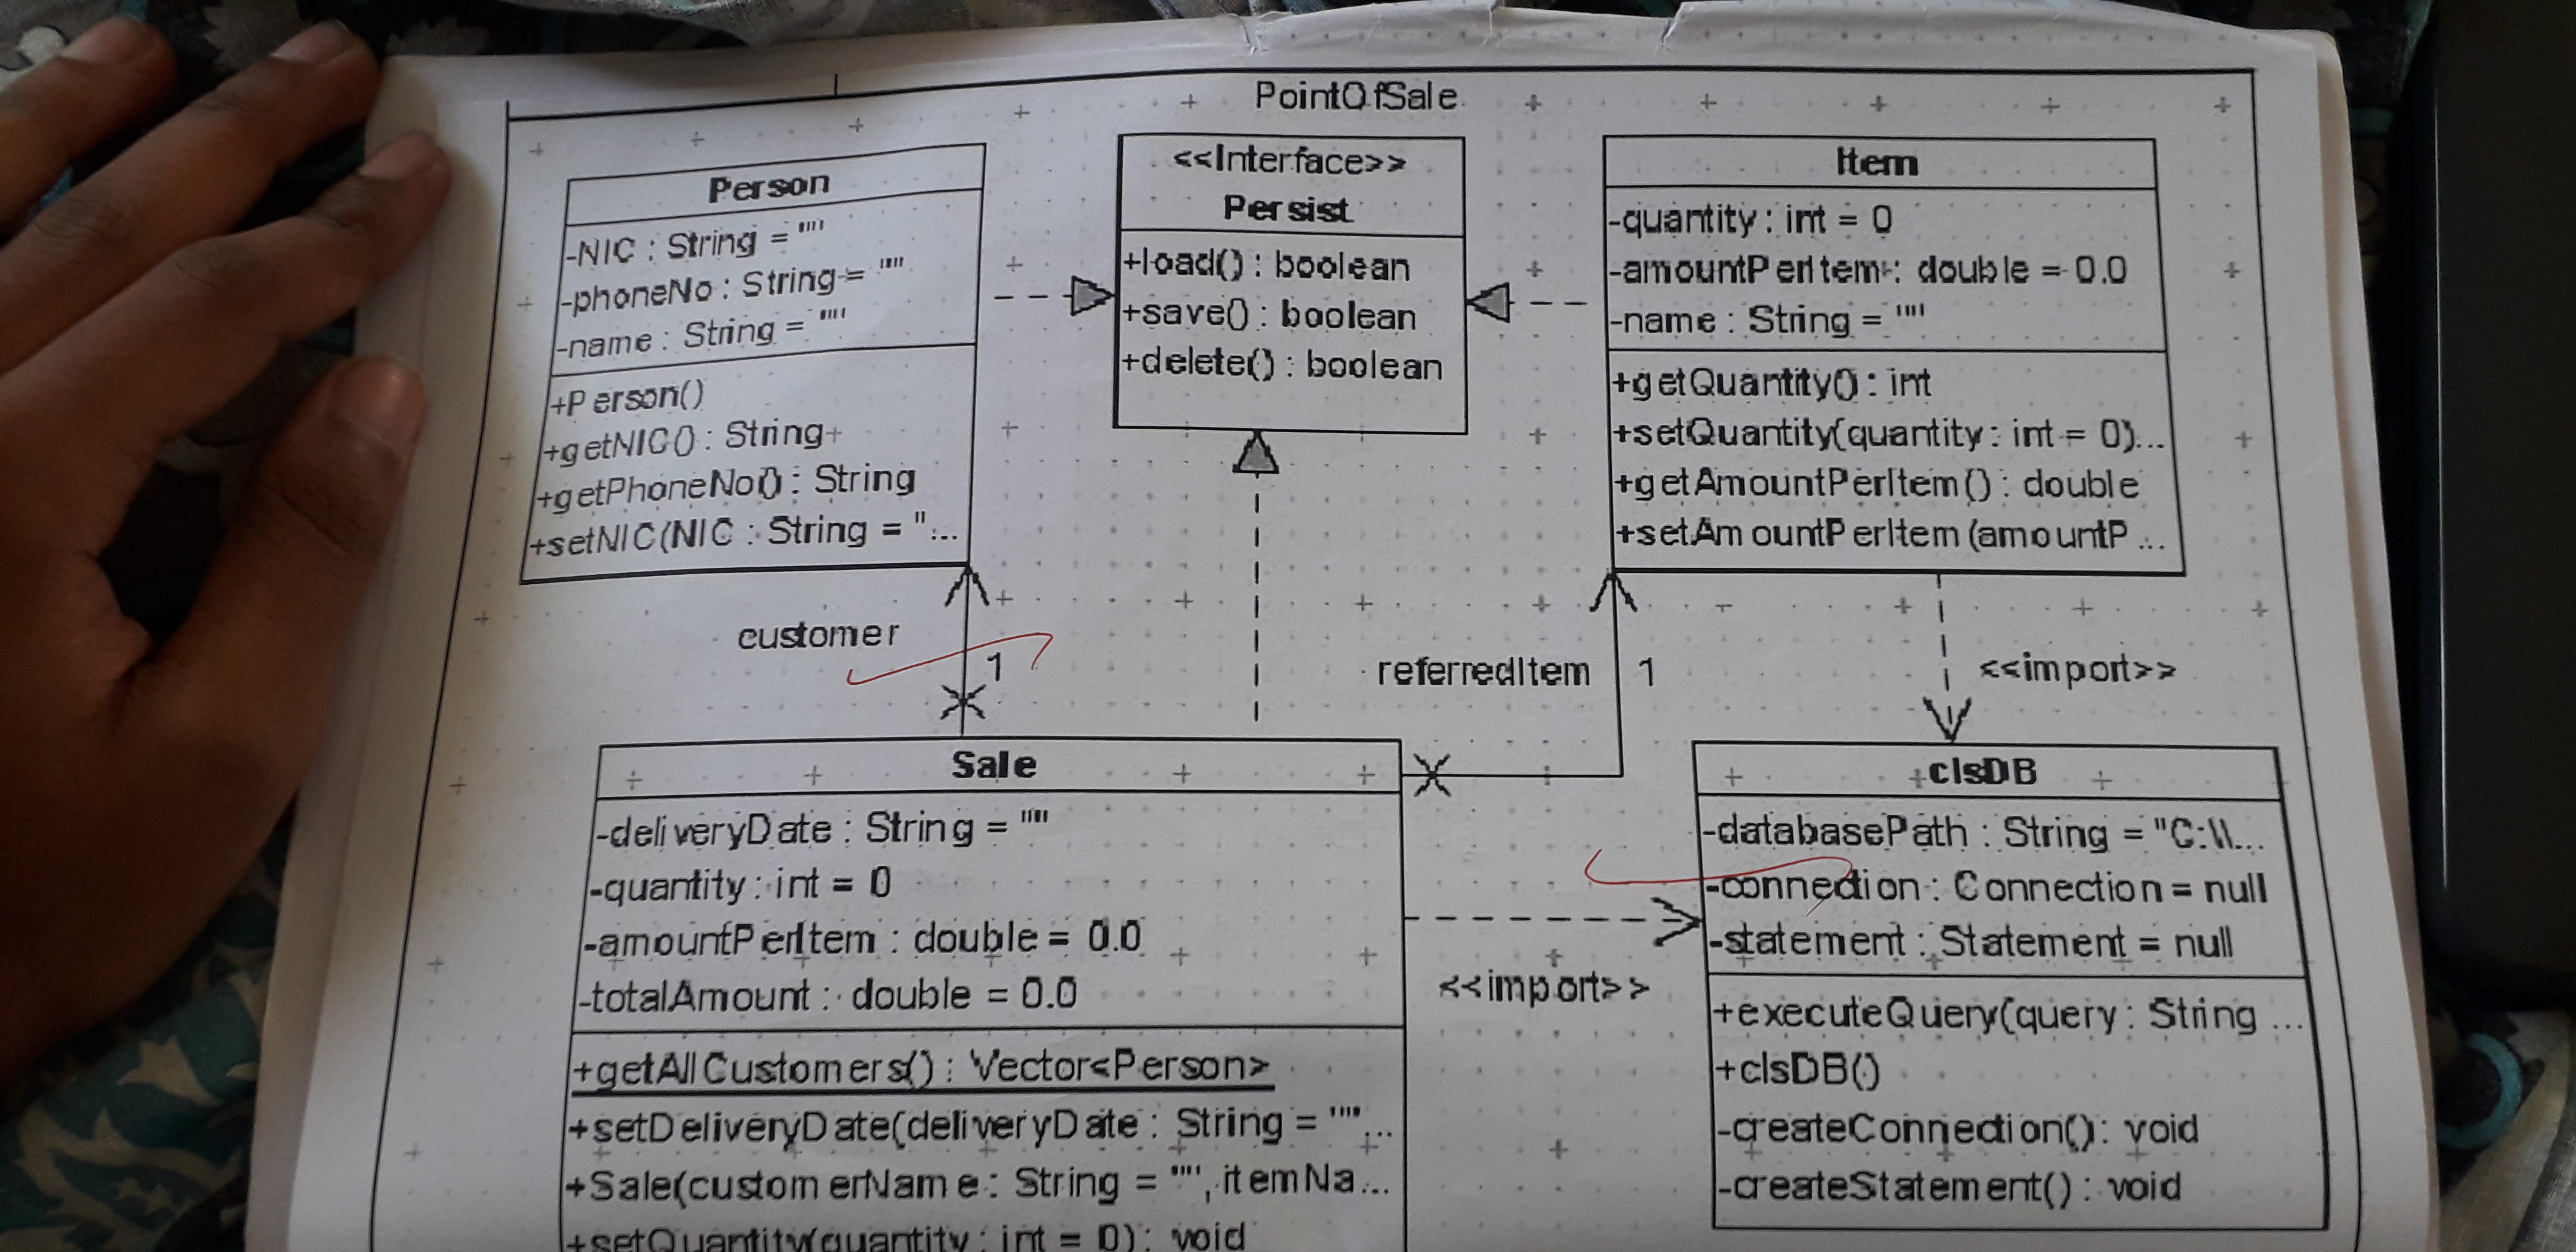 PointOfSale
Person
-NIC : String = ""
-phoneNo : String = ""
-name : String = ""
+Person()
+getNIC() : String
+getPhoneNo() : String
+setNIC(NIC : String = "...
<<Interface>>
Persist
+load() : boolean
+save() : boolean
+delete() : boolean
Item
-quantity : int = 0
-amountPerItem : double = 0.0
-name : String = ""
+getQuantity() : int
+setQuantity(quantity : int = 0)...
+getAmountPerItem() : double
+setAmountPerItem(amountP...
customer
1
referredItem
1
<<import>>
Sale
-deliveryDate : String = ""
-quantity : int = 0
-amountPerItem : double = 0.0
-totalAmount : double = 0.0
+getAllCustomers() : Vector<Person>
+setDeliveryDate(deliveryDate : String = ""...
+Sale(customerName : String = "", itemNa...
+setQuantity(quantity : int = 0) : void
<<import>>
clsDB
-databasePath : String = "C:\\...
-connection : Connection = null
-statement : Statement = null
+executeQuery(query : String ...
+clsDB()
-createConnection() : void
-createStatement() : void